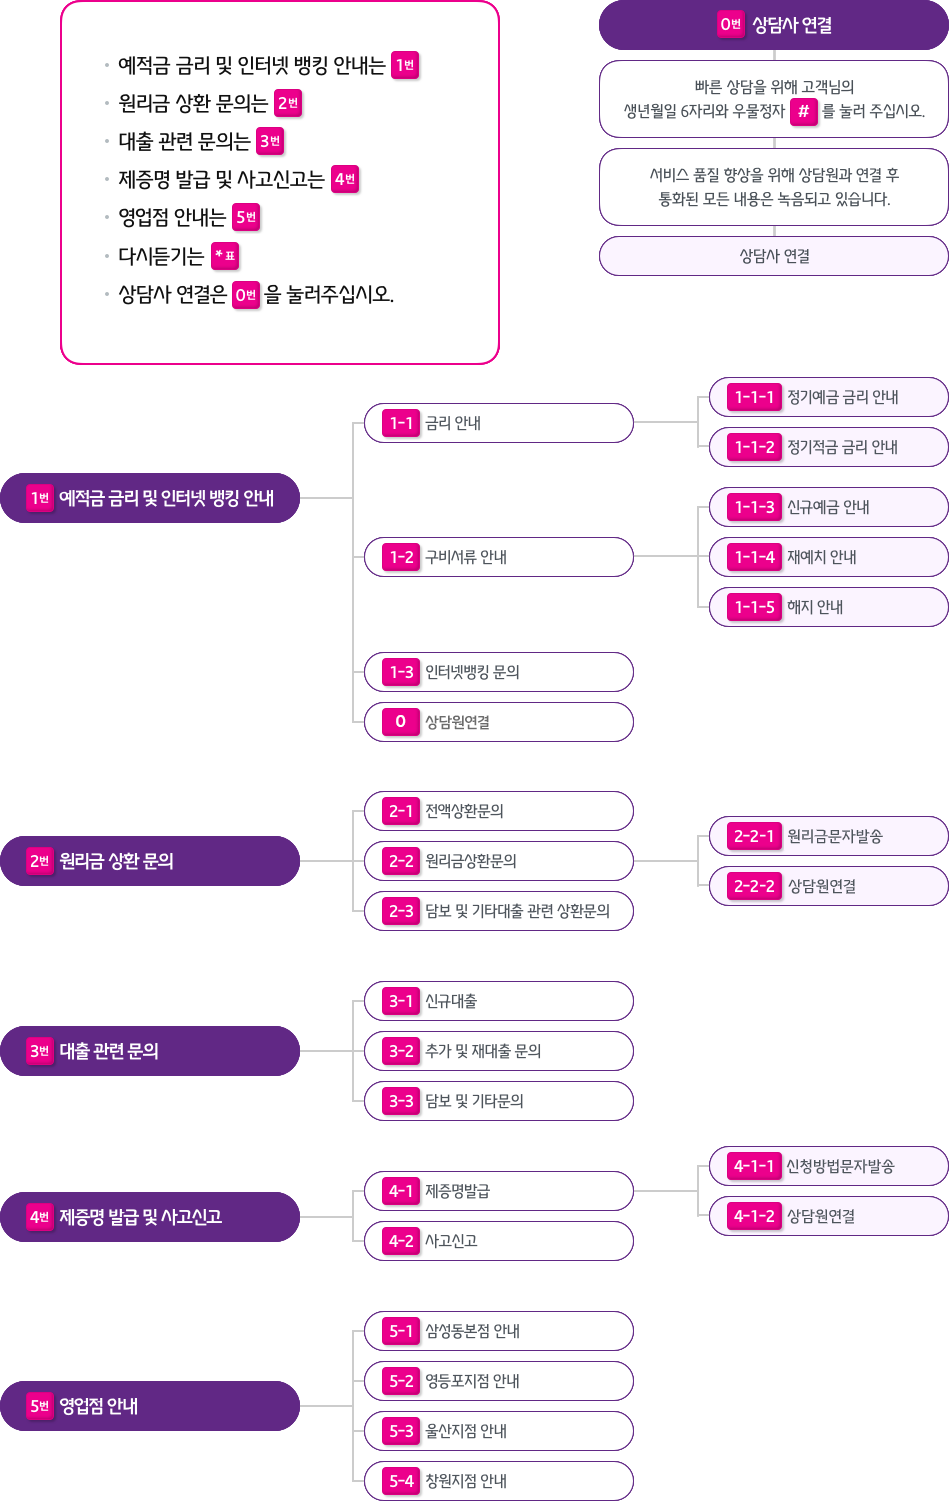 • 예적금 금리 및 인터넷 뱅킹 안내는 1번
• 원리금 상환 문의는 2번
• 대출 관련 문의는 3번
• 제증명 발급 및 사고신고는 4번
• 영업점 안내는 5번
• 다시듣기는 *표
• 상담사 연결은 0번 을 눌러주십시오.
0번 상담사 연결
빠른 상담을 위해 고객님의
생년월일 6자리와 우물정자 # 를 눌러 주십시오.
서비스 품질 향상을 위해 상담원과 연결 후
통화된 모든 내용은 녹음되고 있습니다.
상담사 연결
1번 예적금 금리 및 인터넷 뱅킹 안내
1-1 금리 안내
1-1-1 정기예금 금리 안내
1-1-2 정기적금 금리 안내
1-2 구비서류 안내
1-1-3 신규예금 안내
1-1-4 재예치 안내
1-1-5 해지 안내
1-3 인터넷뱅킹 문의
0 상담원연결
2번 원리금 상환 문의
2-1 전액상환문의
2-2 원리금상환문의
2-2-1 원리금문자발송
2-2-2 상담원연결
2-3 담보 및 기타대출 관련 상환문의
3번 대출 관련 문의
3-1 신규대출
3-2 추가 및 재대출 문의
3-3 담보 및 기타문의
4번 제증명 발급 및 사고신고
4-1 제증명발급
4-1-1 신청방법문자발송
4-1-2 상담원연결
4-2 사고신고
5번 영업점 안내
5-1 삼성동본점 안내
5-2 영등포지점 안내
5-3 울산지점 안내
5-4 창원지점 안내